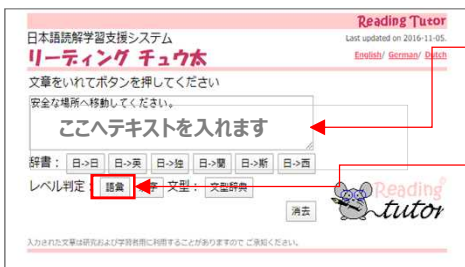 Reading Tutor
日本語読解学習支援システム
Last updated on 2016-11-05.
リーディング チュウ太
English/ German/ Dutch
文章をいれてボタンを押してください
安全な場所へ移動してください。
ここへテキストを入れます
辞書： 日->日 日->英 日->独 日->蘭 日->斯 日->西
レベル判定： 語彙 文型： 文型辞典
消去
Reading
tutor
入力された文章は研究および学習者用に利用することがありますので ご承知ください。